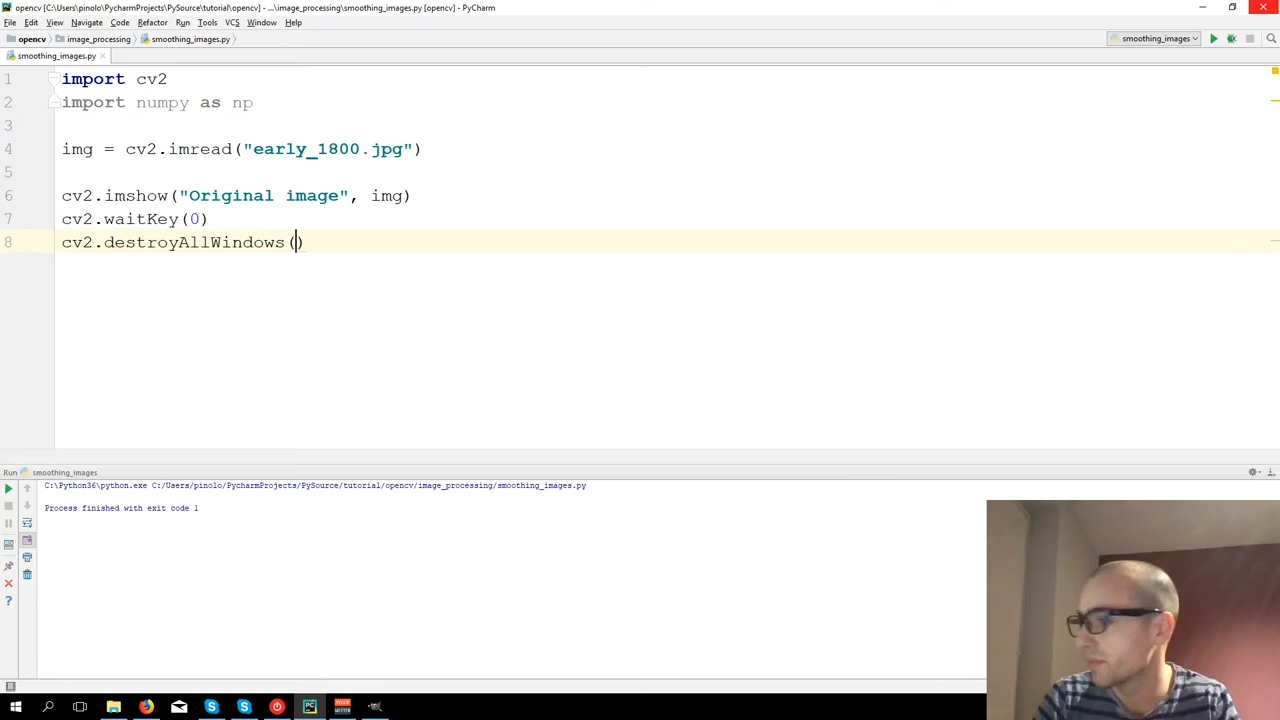 opencv [C:\Users\pinolo\PycharmProjects\PySource\tutorial\opencv] - ...\image_processing\smoothing_images.py [opencv] - PyCharm
File Edit View Navigate Code Refactor Run Tools VCS Window Help
opencv image_processing smoothing_images.py smoothing_images
smoothing_images.py
1 import cv2
2 import numpy as np
3
4 img = cv2.imread("early_1800.jpg")
5
6 cv2.imshow("Original image", img)
7 cv2.waitKey(0)
8 cv2.destroyAllWindows()
Run smoothing_images
C:\Python36\python.exe C:/Users/pinolo/PycharmProjects/PySource/tutorial/opencv/image_processing/smoothing_images.py
Process finished with exit code 1